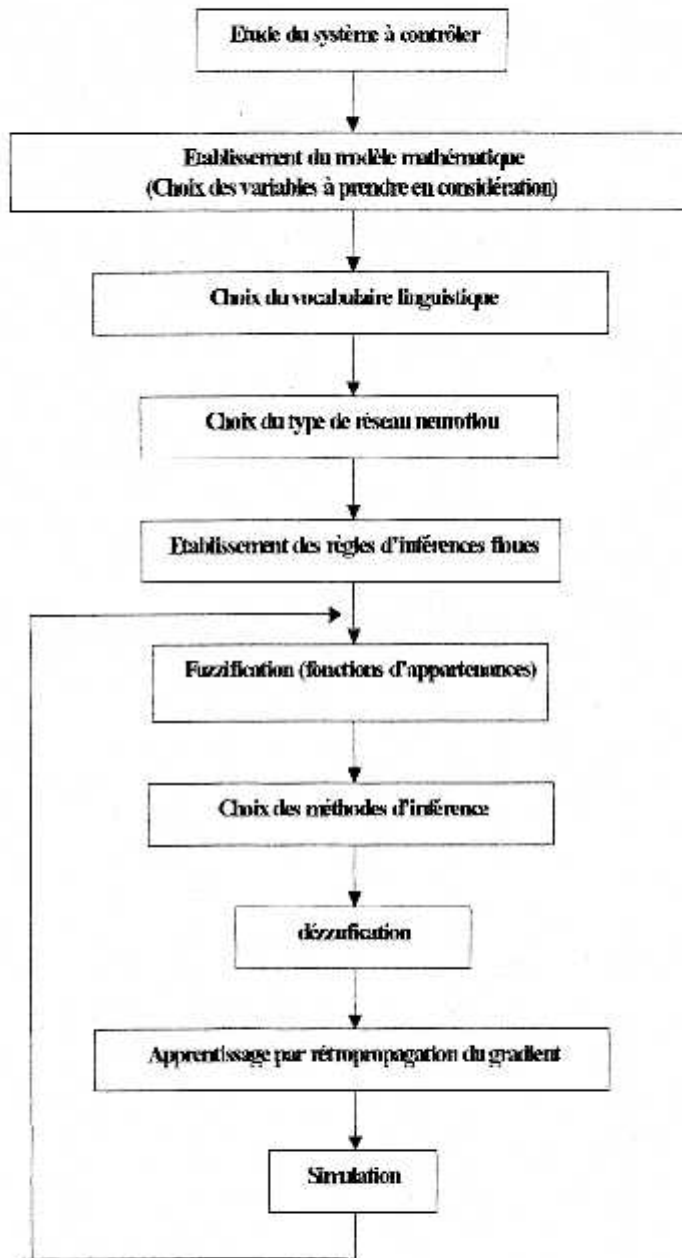 Etude du système à contrôler
Etablissement du modèle mathématique
(Choix des variables à prendre en considération)
Choix du vocabulaire linguistique
Choix du type de réseau neuroflou
Etablissement des règles d'inférences floues
Fuzzification (fonctions d'appartenances)
Choix des méthodes d'inférence
dézzufication
Apprentissage par rétropropagation du gradient
Simulation